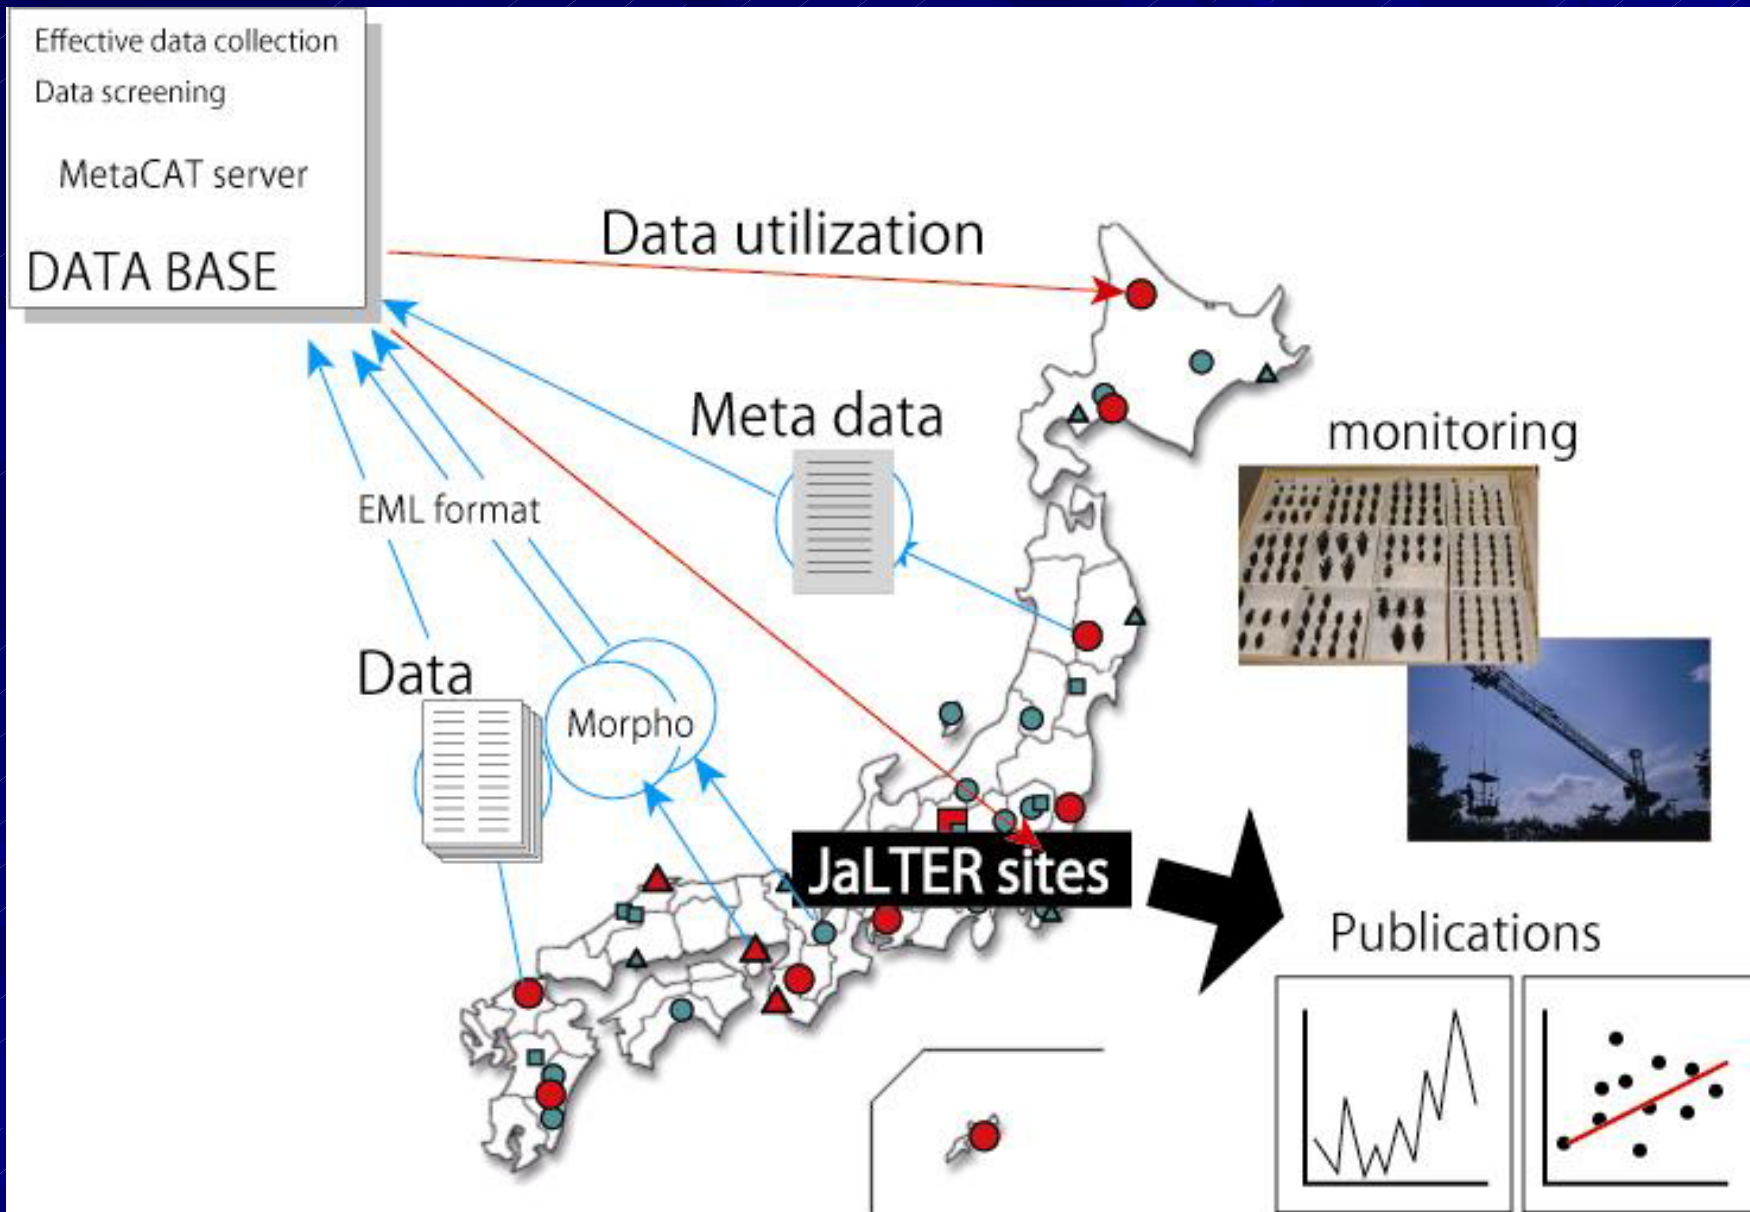 Effective data collection
Data screening
MetaCAT server
DATA BASE
Data utilization
Meta data
monitoring
EML format
Data
Morpho
JaLTER sites
Publications